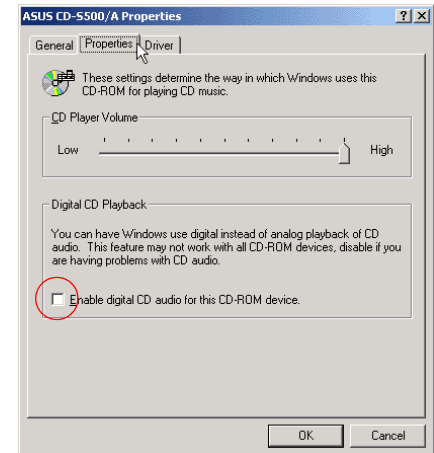 ASUS CD-S500/A Properties
General Properties Driver
These settings determine the way in which Windows uses this
CD-ROM for playing CD music.
CD Player Volume
Low High
Digital CD Playback
You can have Windows use digital instead of analog playback of CD
audio. This feature may not work with all CD-ROM devices, disable if you
are having problems with CD audio.
Enable digital CD audio for this CD-ROM device.
OK Cancel